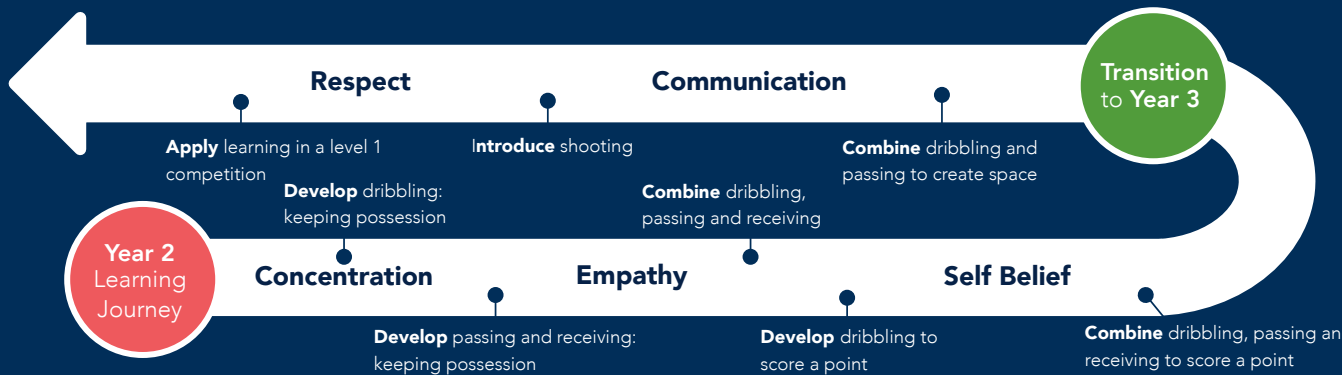 Respect
Communication
Transition
to Year 3
Apply learning in a level 1
competition
Introduce shooting
Combine dribbling and
passing to create space
Develop dribbling:
keeping possession
Combine dribbling,
passing and receiving
Year 2
Learning
Journey
Concentration
Empathy
Self Belief
Develop passing and receiving:
keeping possession
Develop dribbling to
score a point
Combine dribbling, passing an
receiving to score a point